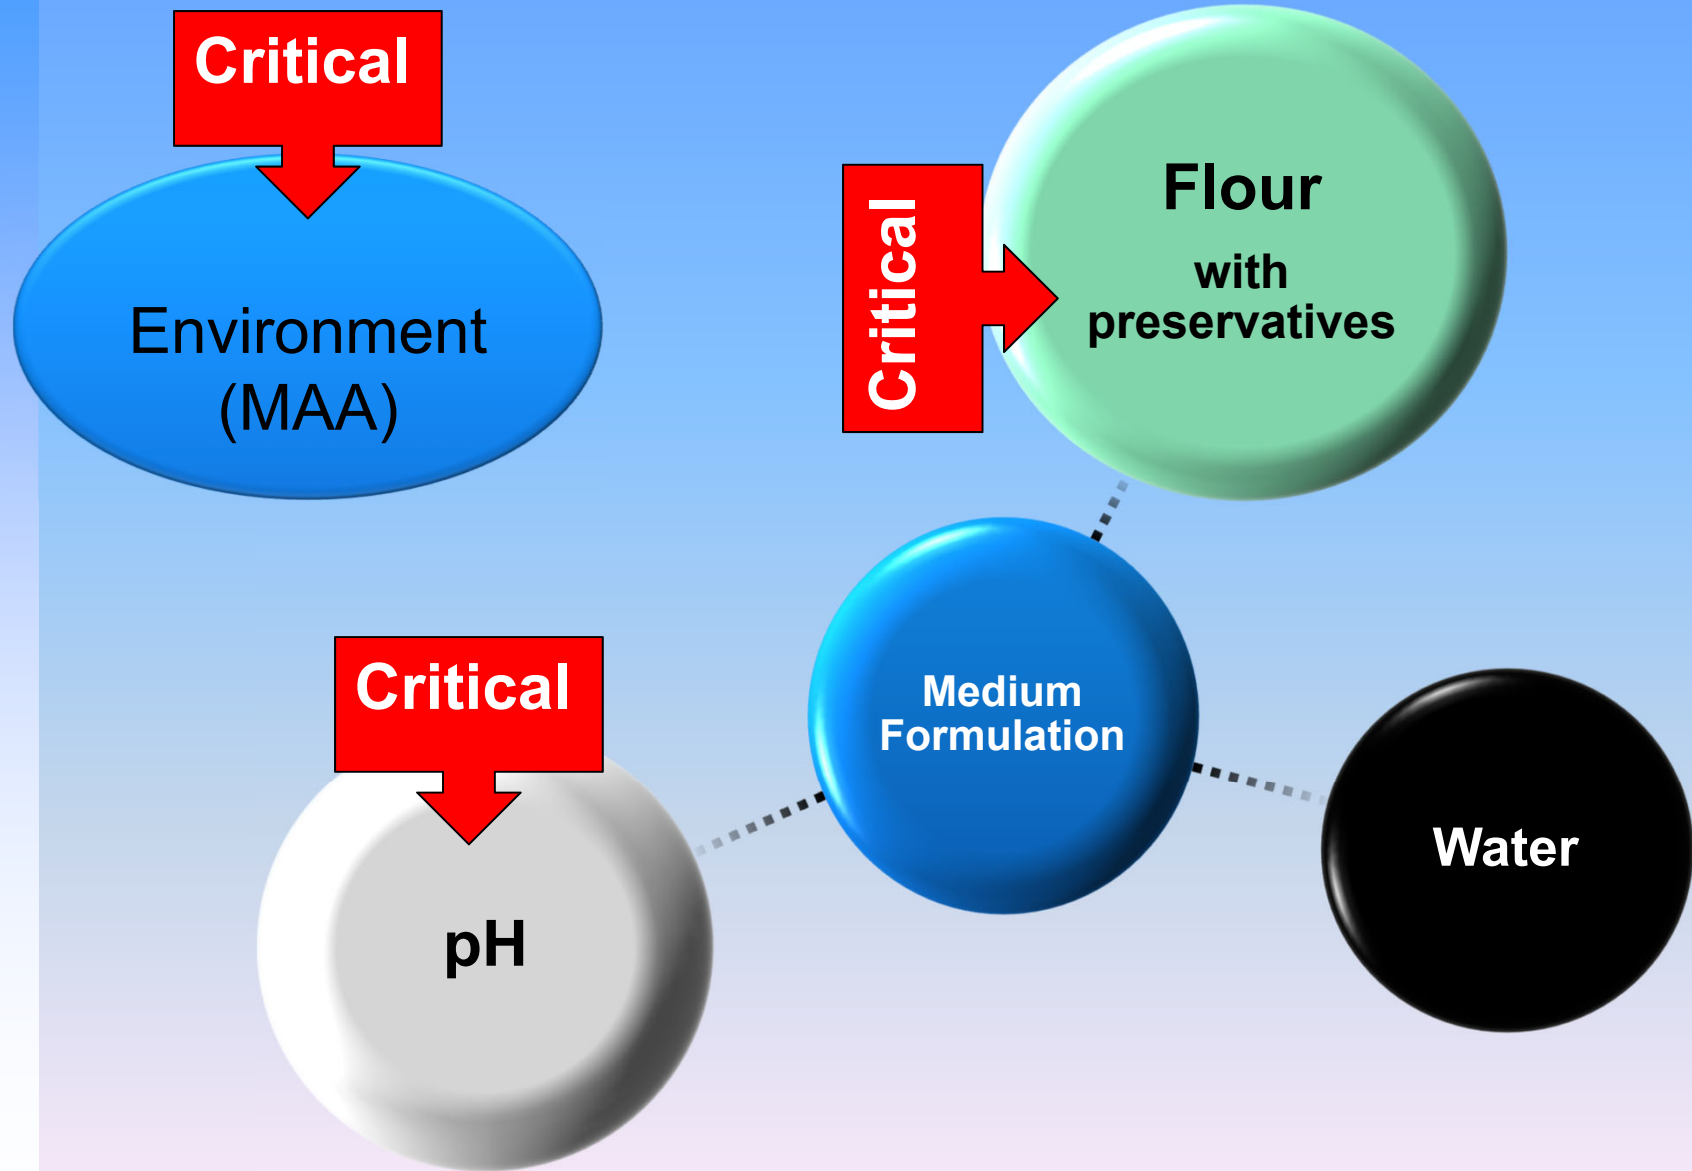 Critical
Environment
(MAA)
Critical
Flour
with
preservatives
Medium
Formulation
Critical
pH
Water